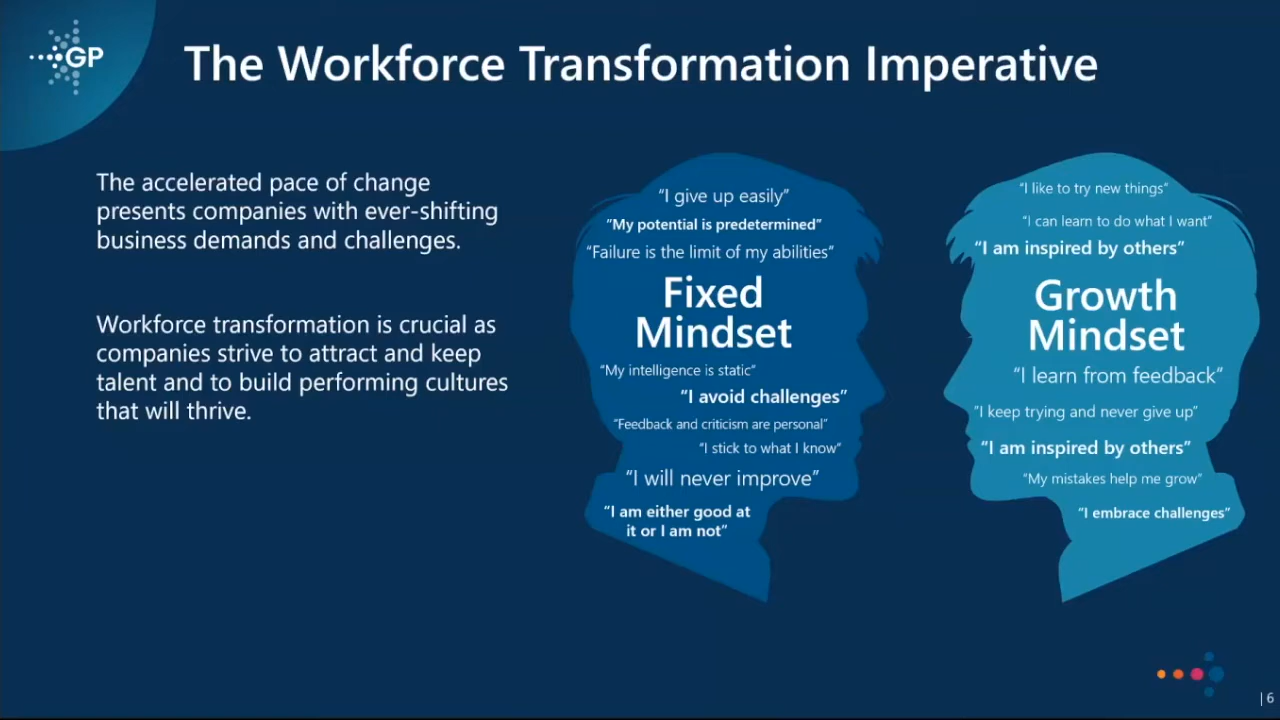 GP
The Workforce Transformation Imperative
The accelerated pace of change
presents companies with ever-shifting
business demands and challenges.
Workforce transformation is crucial as
companies strive to attract and keep
talent and to build performing cultures
that will thrive.
“I give up easily”
“My potential is predetermined”
“Failure is the limit of my abilities”
Fixed
Mindset
“My intelligence is static”
“I avoid challenges”
“Feedback and criticism are personal”
“I stick to what I know”
“I will never improve”
“I am either good at
it or I am not”
“I like to try new things”
“I can learn to do what I want”
“I am inspired by others”
Growth
Mindset
“I learn from feedback”
“I keep trying and never give up”
“I am inspired by others”
“My mistakes help me grow”
“I embrace challenges”
| 6